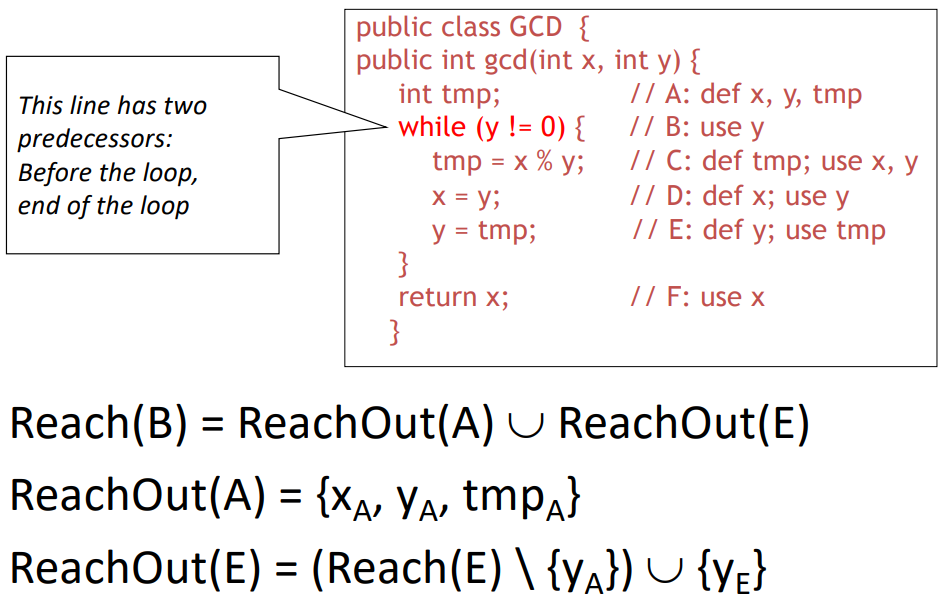 This line has two
predecessors:
Before the loop,
end of the loop
public class GCD {
public int gcd(int x, int y) {
int tmp; // A: def x, y, tmp
while (y != 0) { // B: use y
tmp = x % y; // C: def tmp; use x, y
x = y; // D: def x; use y
y = tmp; // E: def y; use tmp
}
return x; // F: use x
}
Reach(B) = ReachOut(A) ∪ ReachOut(E)
ReachOut(A) = {x_A, y_A, tmp_A}
ReachOut(E) = (Reach(E) \ {y_A}) ∪ {y_E}